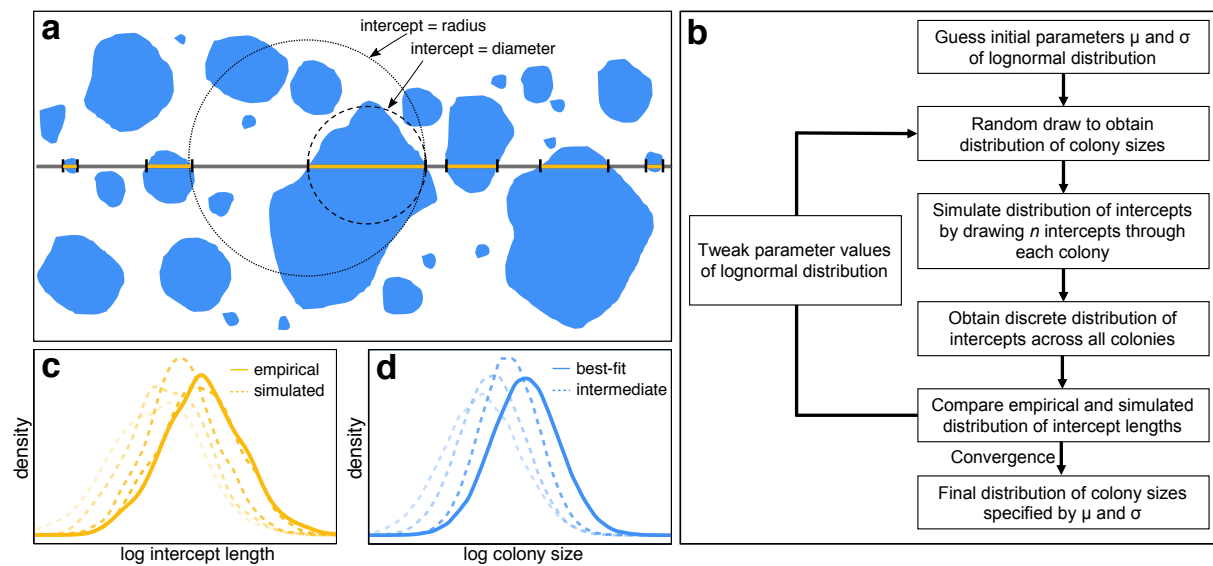 a
intercept = radius
intercept = diameter
b
Guess initial parameters μ and σ
of lognormal distribution
Random draw to obtain
distribution of colony sizes
Simulate distribution of intercepts
by drawing n intercepts through
each colony
Tweak parameter values
of lognormal distribution
Obtain discrete distribution of
intercepts across all colonies
Compare empirical and simulated
distribution of intercept lengths
Convergence
Final distribution of colony sizes
specified by μ and σ
c
empirical
simulated
density
log intercept length
d
best-fit
intermediate
density
log colony size